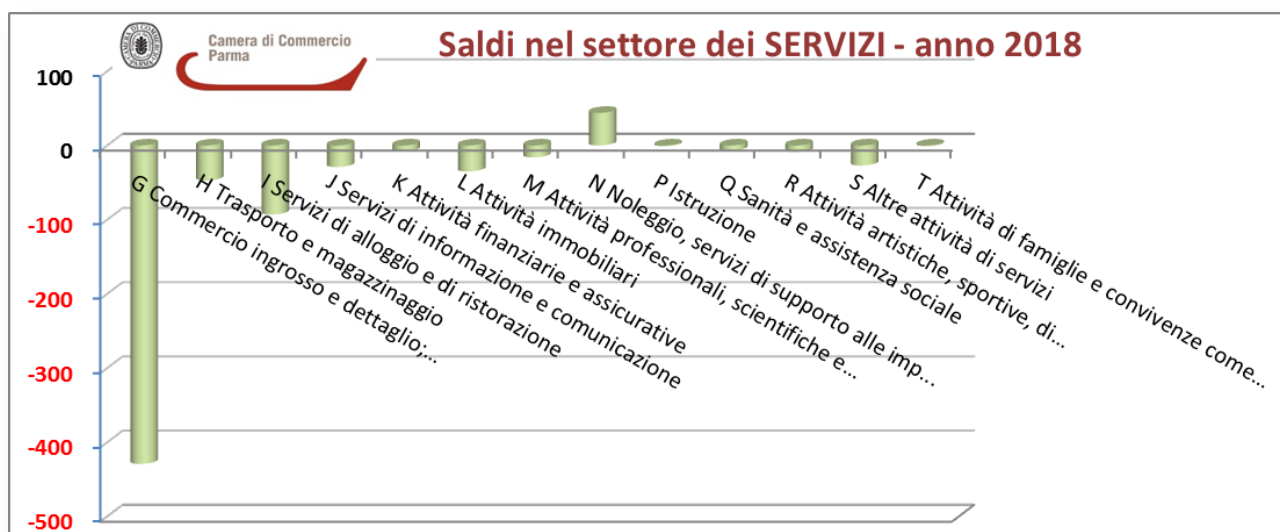 Camera di Commercio
Parma
Saldi nel settore dei SERVIZI - anno 2018
100
0
-100
-200
-300
-400
-500
G Commercio ingrosso e dettaglio;...
H Trasporto e magazzinaggio
I Servizi di alloggio e di ristorazione
J Servizi di informazione e comunicazione
K Attività finanziarie e assicurative
L Attività immobiliari
M Attività professionali, scientifiche e...
N Noleggio, servizi di supporto alle imp...
P Istruzione
Q Sanità e assistenza sociale
R Attività artistiche, sportive, di...
S Altre attività di servizi
T Attività di famiglie e convivenze come...